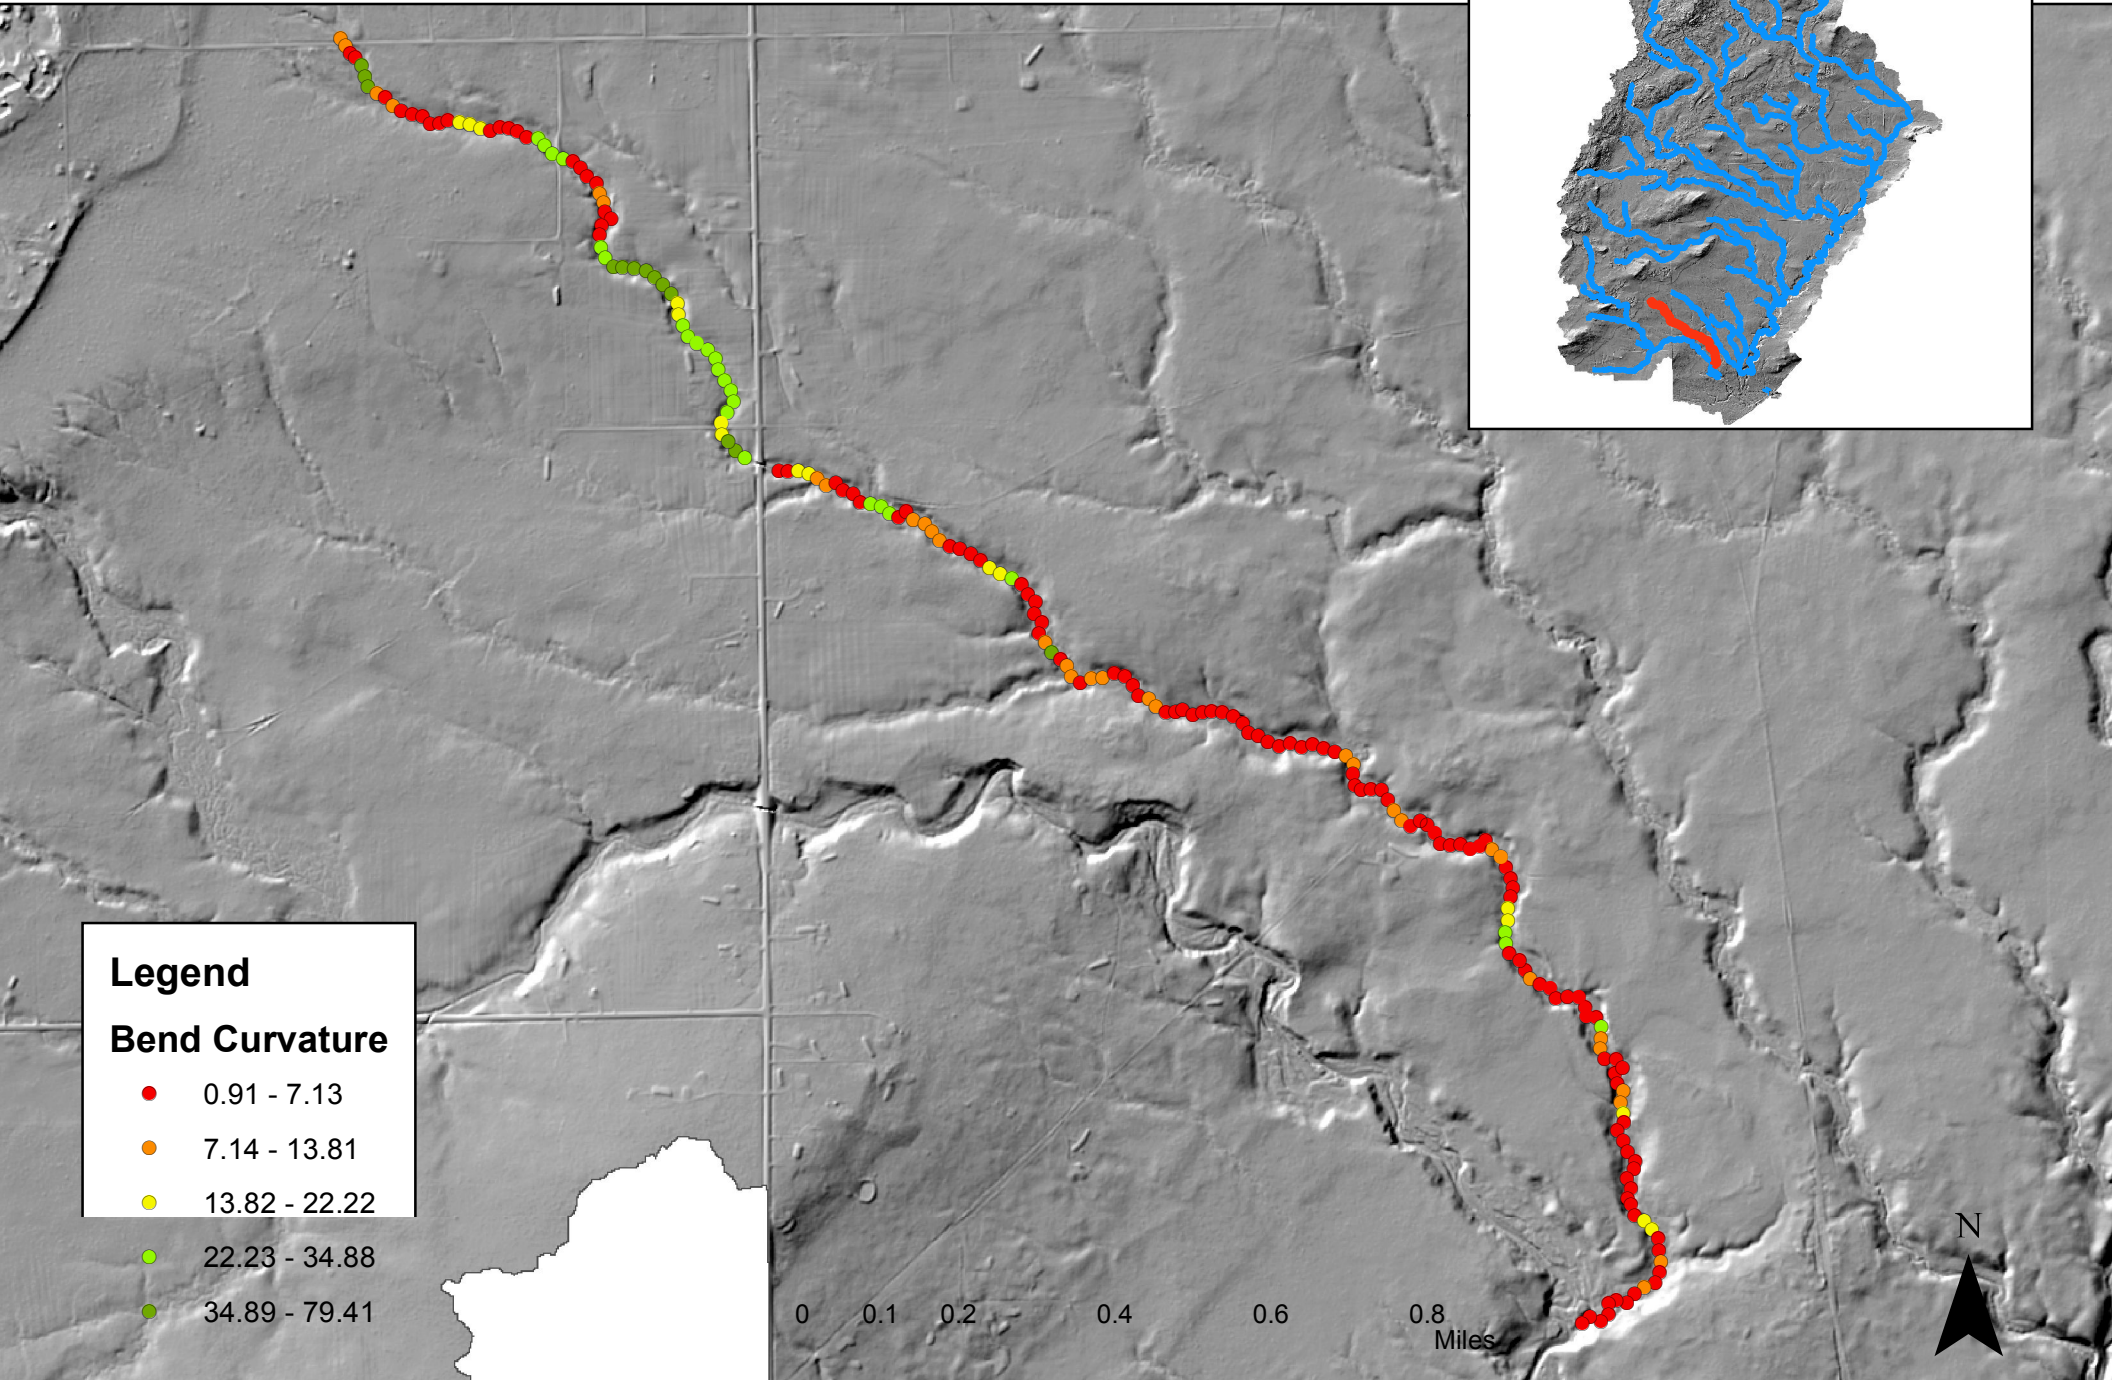 Legend
Bend Curvature
0.91 - 7.13
7.14 - 13.81
13.82 - 22.22
22.23 - 34.88
34.89 - 79.41
0 0.1 0.2 0.4 0.6 0.8
Miles
N